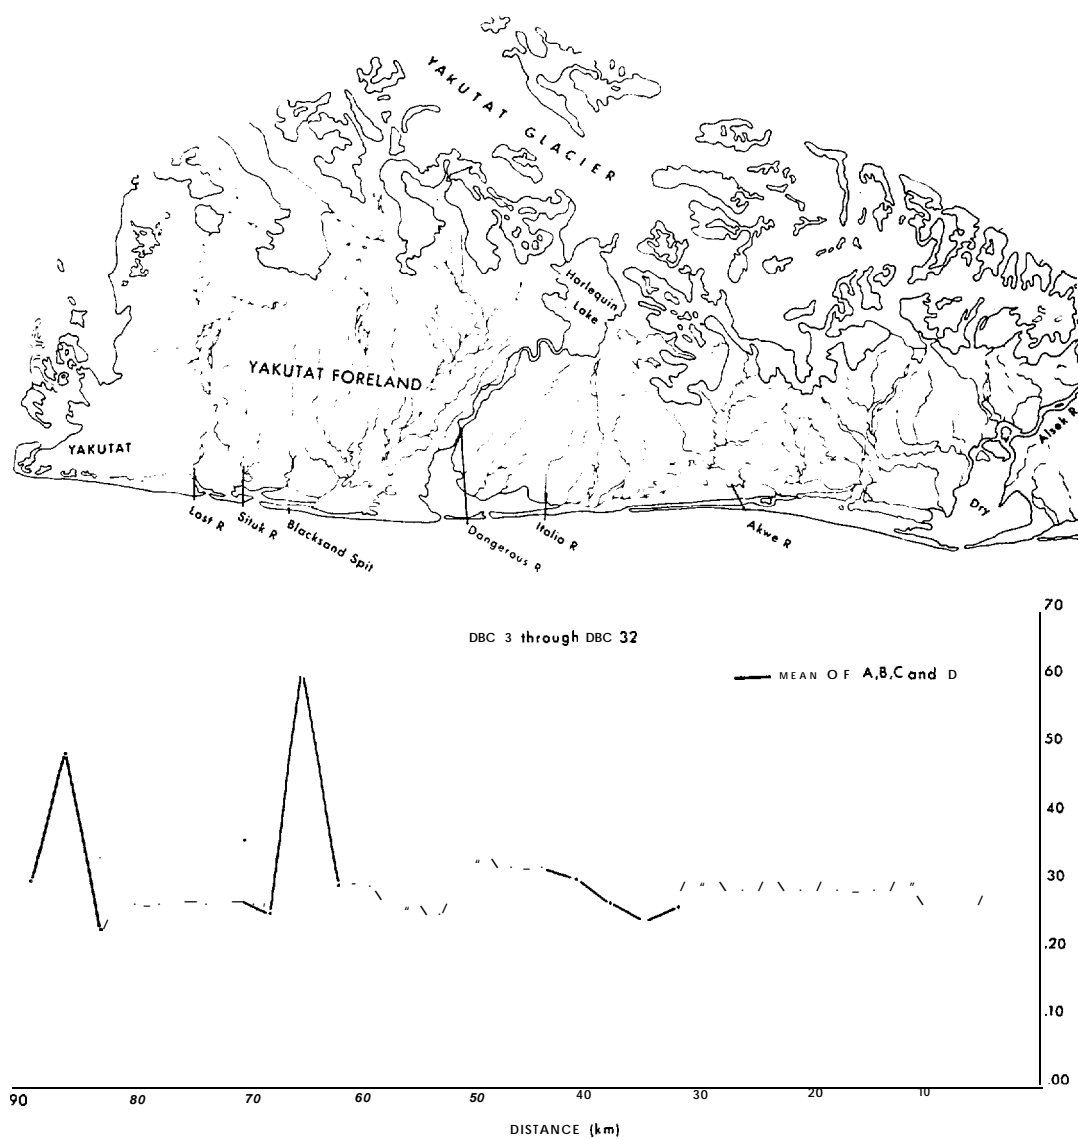 YAKUTAT GLACIER
Harlequin
Lake
YAKUTAT FORELAND
YAKUTAT
Alsek R
Dry
Lost R
Situk R
Blacksand Spit
Dangerous R
Italio R
Akwe R
DBC 3 through DBC 32
MEAN OF A,B,C and D
70
60
50
40
30
.20
.10
.00
90 80 70 60 50 40 30 20 10
DISTANCE (km)